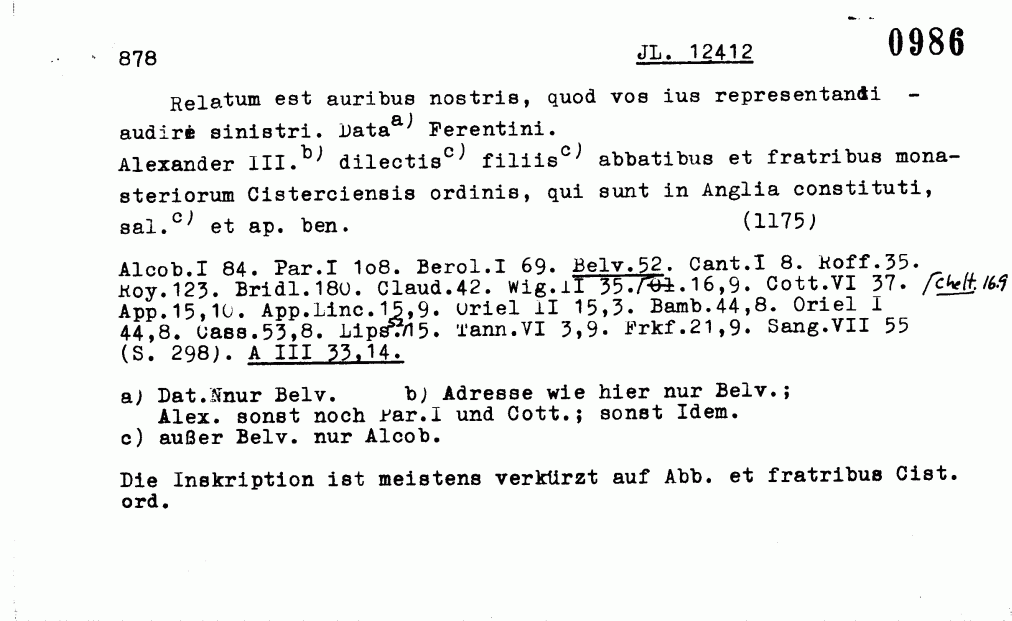 0986
878 JL. 12412
Relatum est auribus nostris, quod vos ius representandi -
audire sinistri. Data a) Ferentini.
Alexander III. b) dilectis c) filiis c) abbatibus et fratribus mona-
steriorum Cisterciensis ordinis, qui sunt in Anglia constituti,
sal. c) et ap. ben. (1175)
Alcob.I 84. Par.I 1o8. Berol.I 69. Belv.52. Cant.I 8. Roff.35.
Roy.123. Bridl.180. Claud.42. Wig.II 35. 16,9. Cott.VI 37. Chelt. 16.9
App.15,10. App.Linc.15,9. Oriel II 15,3. Bamb.44,8. Oriel I
44,8. Cass.53,8. Lips. 15. Tann.VI 3,9. Frkf.21,9. Sang.VII 55
(S. 298). A III 33,14.
a) Dat. nur Belv. b) Adresse wie hier nur Belv.;
Alex. sonst noch Par.I und Cott.; sonst Idem.
c) außer Belv. nur Alcob.
Die Inskription ist meistens verkürzt auf Abb. et fratribus Cist.
ord.